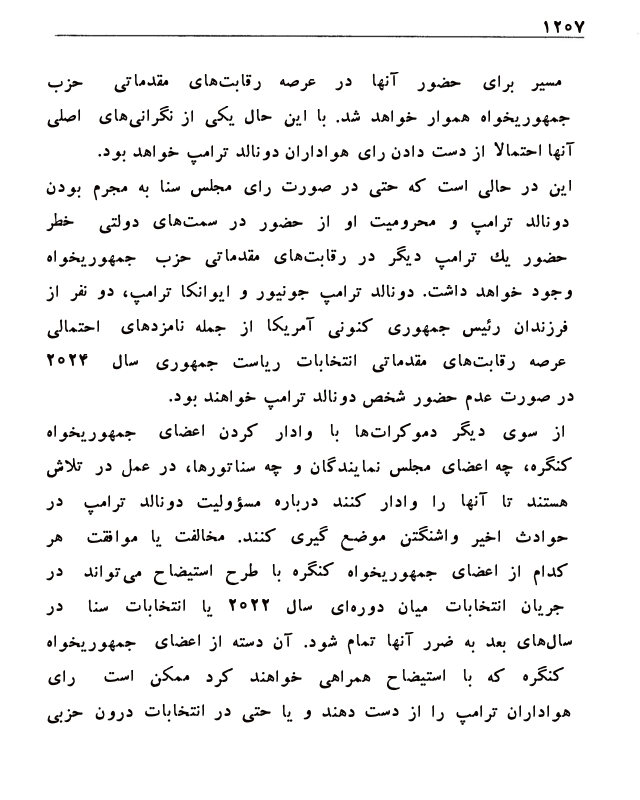 ۱۲۰۷
مسیر برای حضور آنها در عرصه رقابت‌های مقدماتی حزب
جمهوریخواه هموار خواهد شد. با این حال یکی از نگرانی‌های اصلی
آنها احتمالا از دست دادن رای هواداران دونالد ترامپ خواهد بود.
این در حالی است که حتی در صورت رای مجلس سنا به مجرم بودن
دونالد ترامپ و محرومیت او از حضور در سمت‌های دولتی خطر
حضور یك ترامپ دیگر در رقابت‌های مقدماتی حزب جمهوریخواه
وجود خواهد داشت. دونالد ترامپ جونیور و ایوانکا ترامپ، دو نفر از
فرزندان رئیس جمهوری کنونی آمریکا از جمله نامزدهای احتمالی
عرصه رقابت‌های مقدماتی انتخابات ریاست جمهوری سال ۲۰۲۴
در صورت عدم حضور شخص دونالد ترامپ خواهند بود.
از سوی دیگر دموکرات‌ها با وادار کردن اعضای جمهوریخواه
کنگره، چه اعضای مجلس نمایندگان و چه سناتورها، در عمل در تلاش
هستند تا آنها را وادار کنند درباره مسؤولیت دونالد ترامپ در
حوادث اخیر واشنگتن موضع گیری کنند. مخالفت یا موافقت هر
کدام از اعضای جمهوریخواه کنگره با طرح استیضاح می‌تواند در
جریان انتخابات میان دوره‌ای سال ۲۰۲۲ یا انتخابات سنا در
سال‌های بعد به ضرر آنها تمام شود. آن دسته از اعضای جمهوریخواه
کنگره که با استیضاح همراهی خواهند کرد ممکن است رای
هواداران ترامپ را از دست دهند و یا حتی در انتخابات درون حزبی